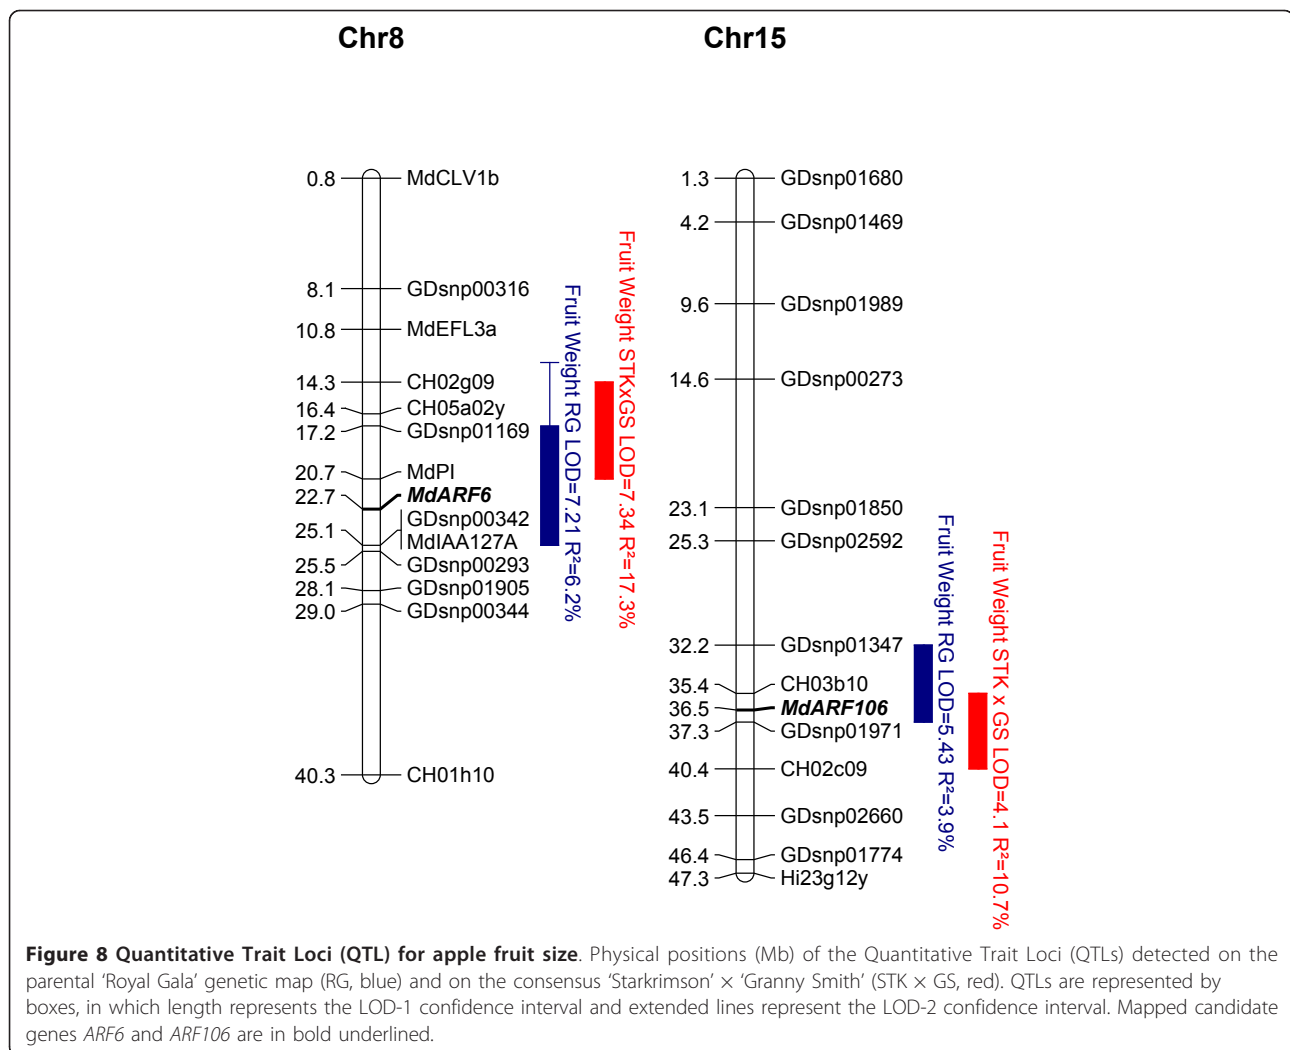 Chr8
Chr15
0.8 MdCLV1b
8.1 GDsnp00316
10.8 MdEFL3a
14.3 CH02g09
16.4 CH05a02y
17.2 GDsnp01169
20.7 MdPI
22.7 MdARF6
GDsnp00342
25.1 MdIAA127A
25.5 GDsnp00293
28.1 GDsnp01905
29.0 GDsnp00344
40.3 CH01h10
Fruit Weight RG LOD=7.21 R²=6.2%
Fruit Weight STKxGS LOD=7.34 R²=17.3%
1.3 GDsnp01680
4.2 GDsnp01469
9.6 GDsnp01989
14.6 GDsnp00273
23.1 GDsnp01850
25.3 GDsnp02592
32.2 GDsnp01347
35.4 CH03b10
36.5 MdARF106
37.3 GDsnp01971
40.4 CH02c09
43.5 GDsnp02660
46.4 GDsnp01774
47.3 Hi23g12y
Fruit Weight RG LOD=5.43 R²=3.9%
Fruit Weight STK x GS LOD=4.1 R²=10.7%
Figure 8 Quantitative Trait Loci (QTL) for apple fruit size. Physical positions (Mb) of the Quantitative Trait Loci (QTLs) detected on the
parental ‘Royal Gala’ genetic map (RG, blue) and on the consensus ‘Starkrimson’ × ‘Granny Smith’ (STK × GS, red). QTLs are represented by
boxes, in which length represents the LOD-1 confidence interval and extended lines represent the LOD-2 confidence interval. Mapped candidate
genes ARF6 and ARF106 are in bold underlined.